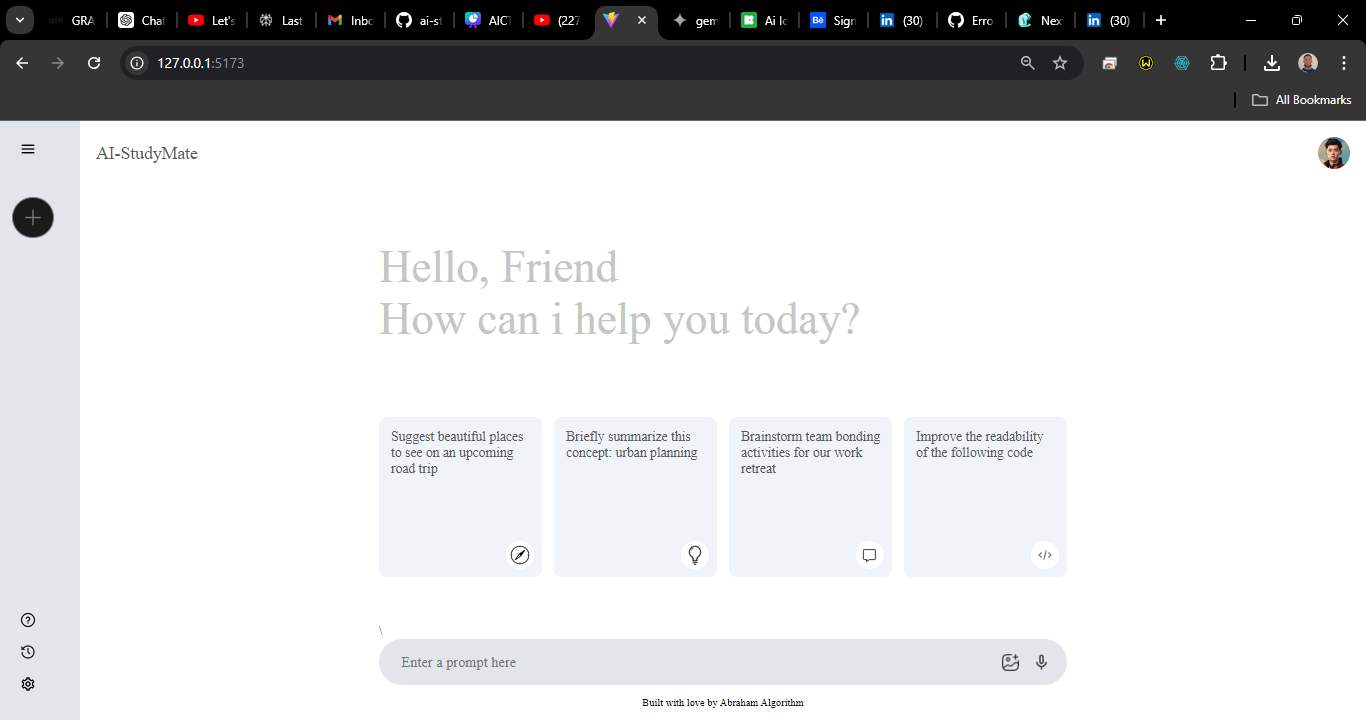 GRA
Chat
Let's
Last
Inbo
ai-st
AICT
(227
gem
Ai Ic
Sign
(30)
Erro
Nex
(30)
127.0.0.1:5173
All Bookmarks
AI-StudyMate
Hello, Friend
How can i help you today?
Suggest beautiful places
to see on an upcoming
road trip
Briefly summarize this
concept: urban planning
Brainstorm team bonding
activities for our work
retreat
Improve the readability
of the following code
\
Enter a prompt here
Built with love by Abraham Algorithm